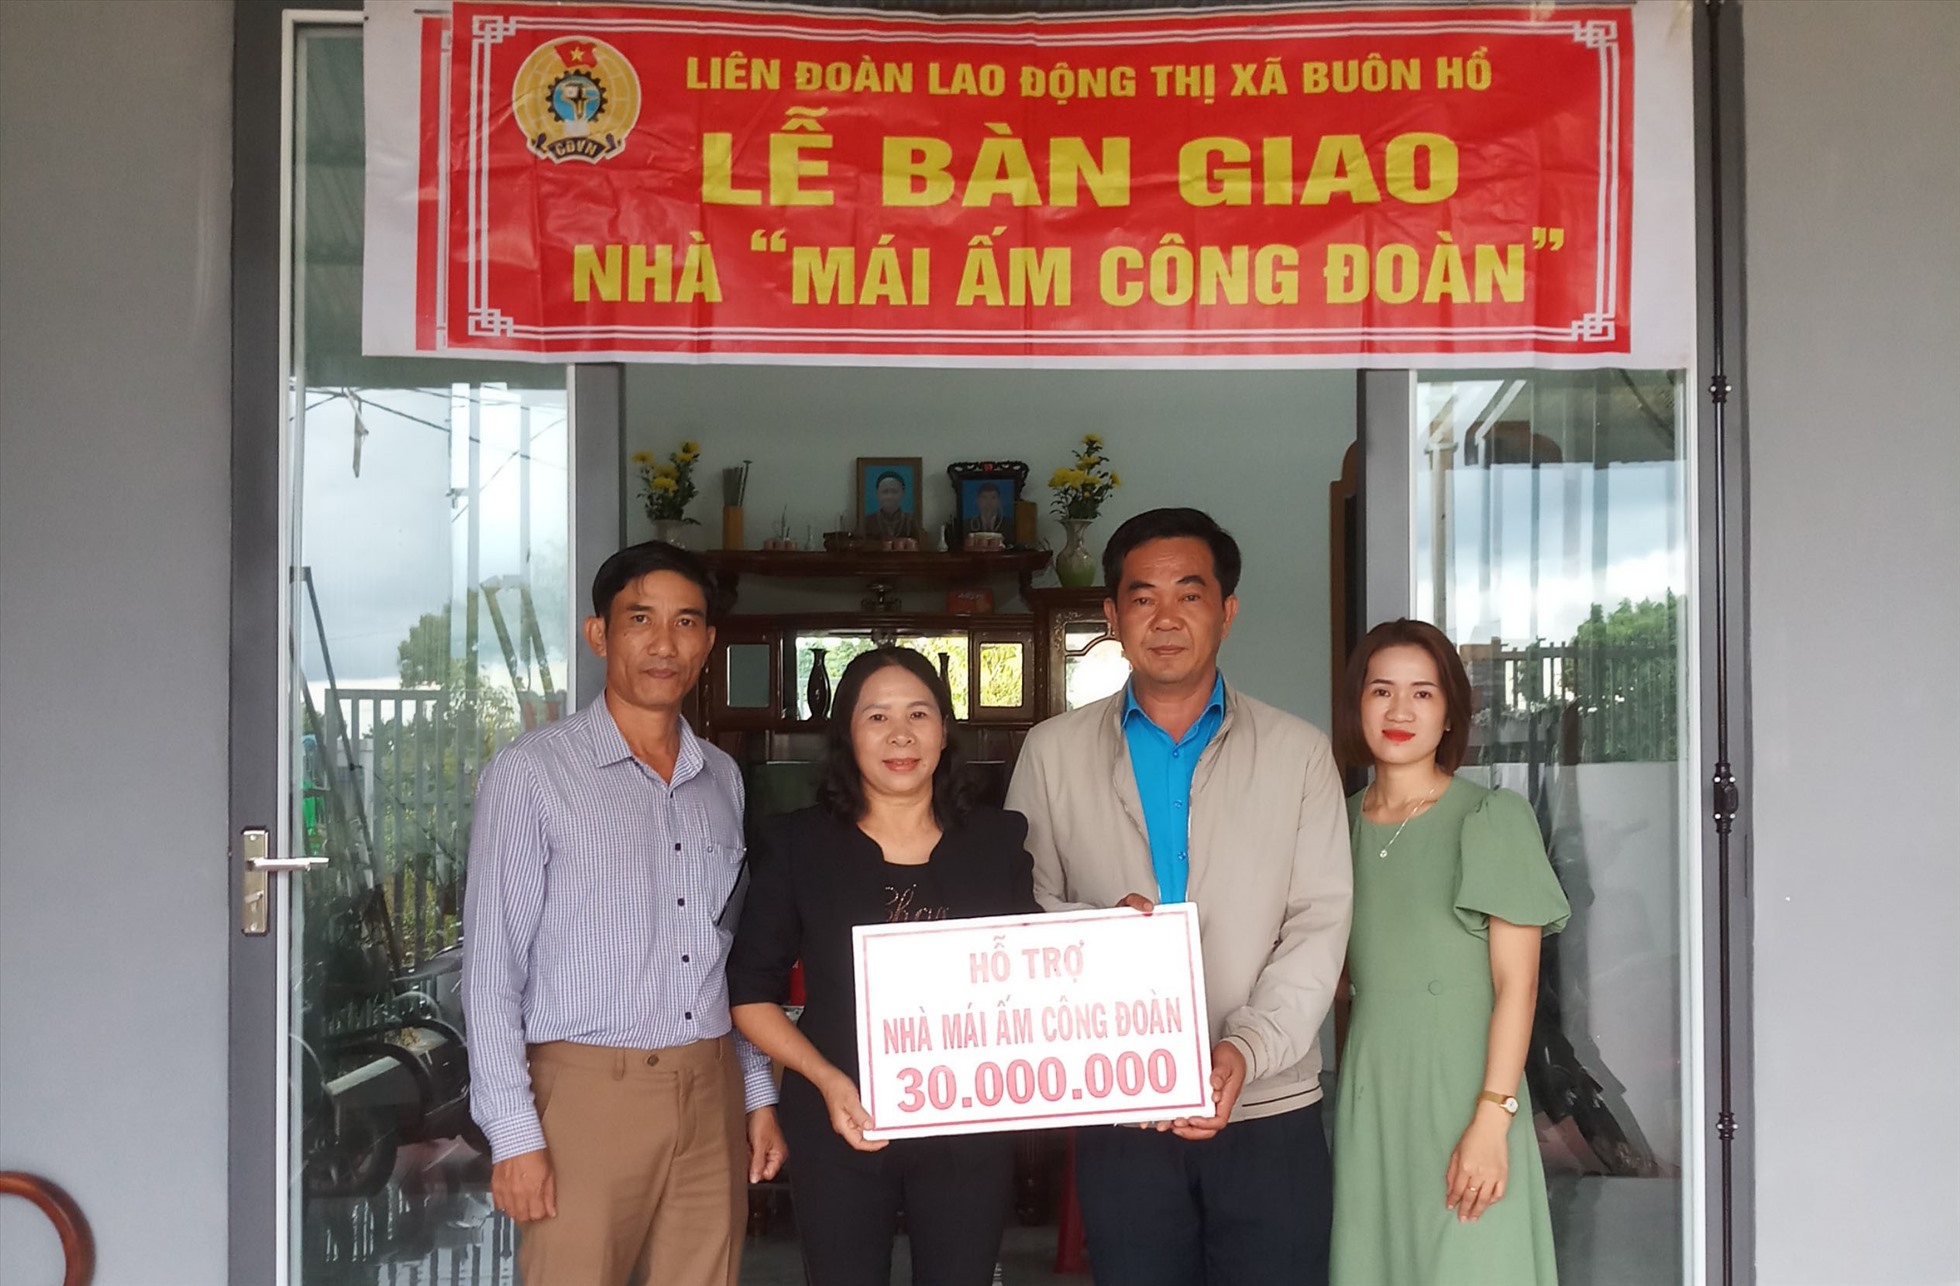 LIÊN ĐOÀN LAO ĐỘNG THỊ XÃ BUÔN HỒ
LỄ BÀN GIAO
NHÀ “MÁI ẤM CÔNG ĐOÀN”
CĐVN
HỖ TRỢ
NHÀ MÁI ẤM CÔNG ĐOÀN
30.000.000